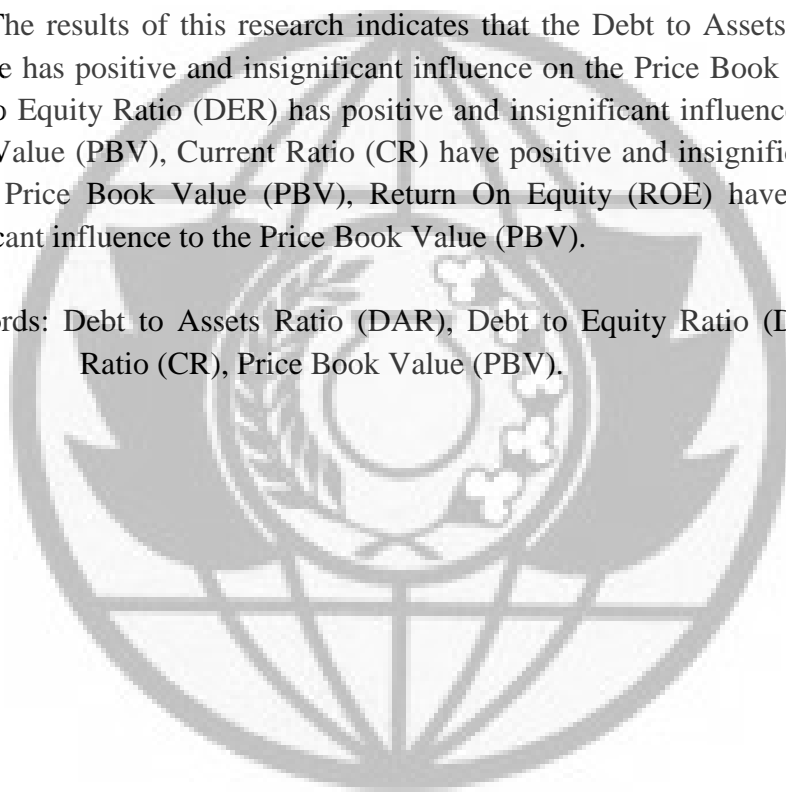 The results of this research indicates that the Debt to Assets
e has positive and insignificant influence on the Price Book
o Equity Ratio (DER) has positive and insignificant influence
Value (PBV), Current Ratio (CR) have positive and insignific
Price Book Value (PBV), Return On Equity (ROE) have
cant influence to the Price Book Value (PBV).
ords: Debt to Assets Ratio (DAR), Debt to Equity Ratio (D
Ratio (CR), Price Book Value (PBV).